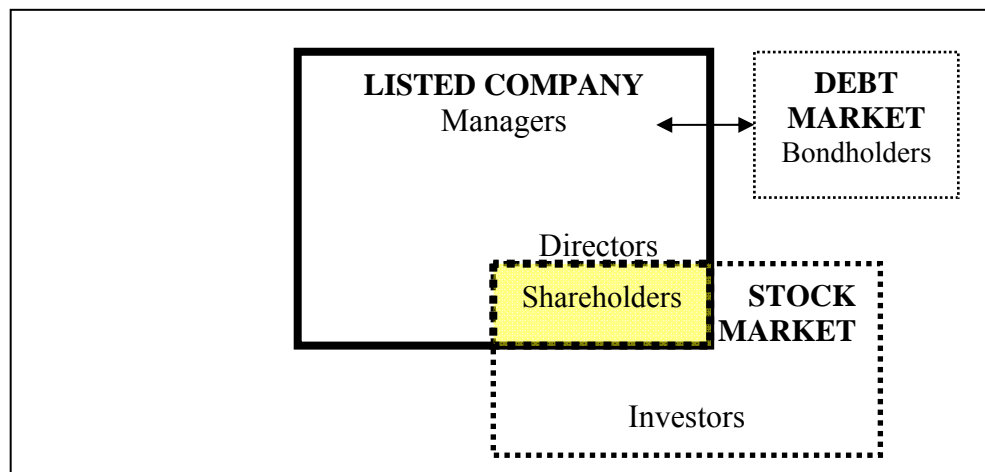 LISTED COMPANY
Managers
DEBT
MARKET
Bondholders
Directors
Shareholders
STOCK
MARKET
Investors